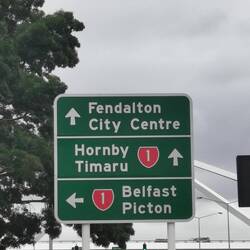 Fendalton
City Centre
Hornby
Timaru
1
1
Belfast
Picton